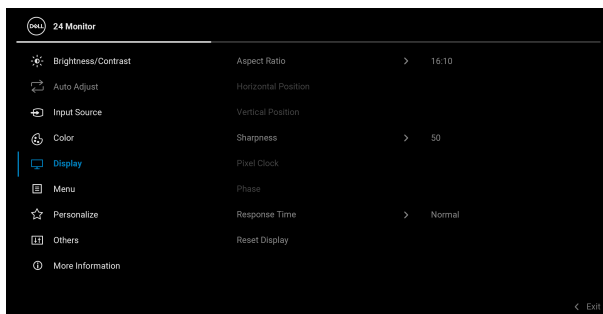 DELL 24 Monitor
Brightness/Contrast Aspect Ratio > 16:10
Auto Adjust Horizontal Position
Input Source Vertical Position
Color Sharpness > 50
Display Pixel Clock
Menu Phase
Personalize Response Time > Normal
Others Reset Display
More Information
< Exit